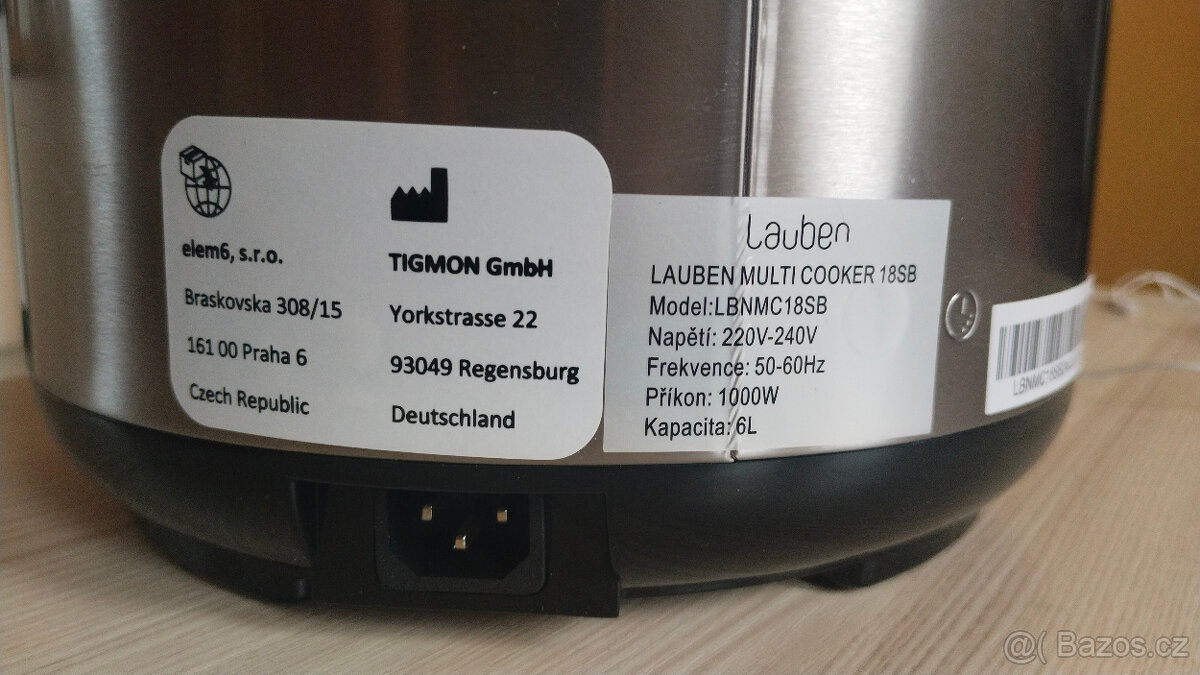 elem6, s.r.o.
Braskovska 308/15
161 00 Praha 6
Czech Republic
TIGMON GmbH
Yorkstrasse 22
93049 Regensburg
Deutschland
Lauben
LAUBEN MULTI COOKER 18SB
Model:LBNMC18SB
Napětí: 220V-240V
Frekvence: 50-60Hz
Příkon: 1000W
Kapacita: 6L
@( Bazos.cz